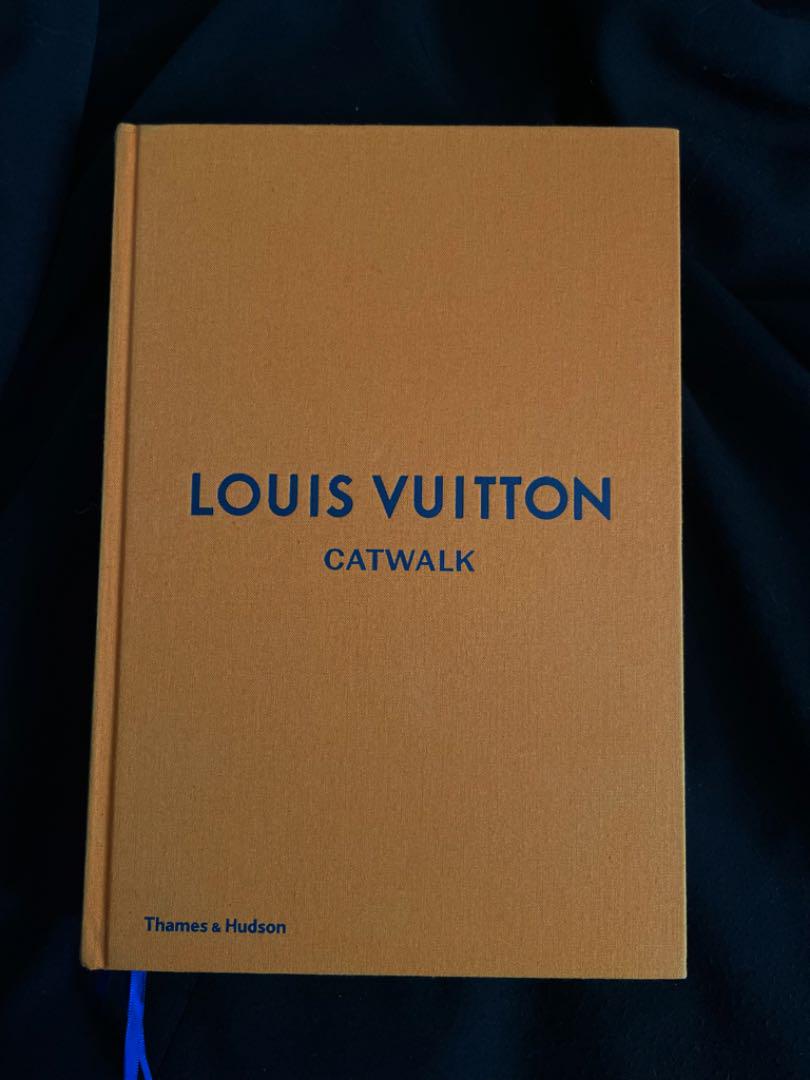 LOUIS VUITTON
CATWALK
Thames & Hudson